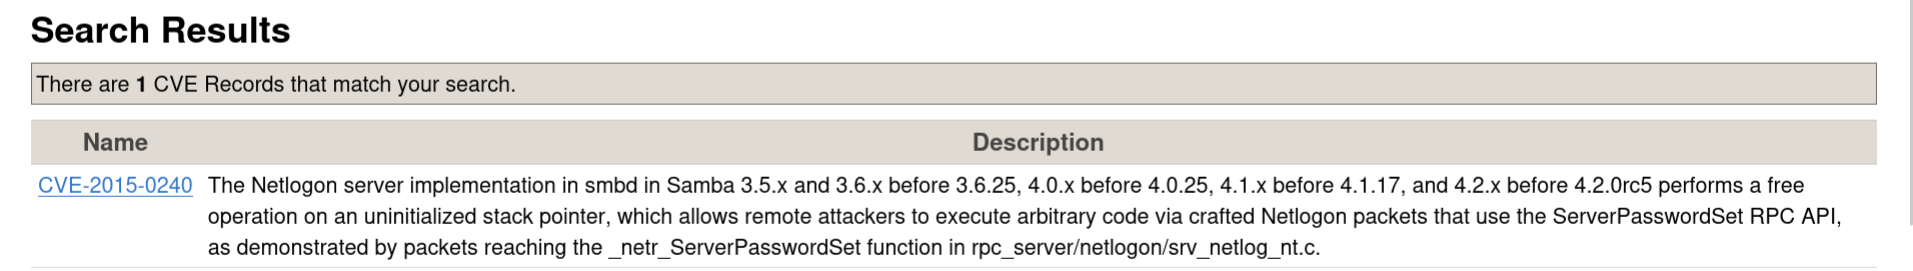 Search Results
There are 1 CVE Records that match your search.
Name Description
CVE-2015-0240 The Netlogon server implementation in smbd in Samba 3.5.x and 3.6.x before 3.6.25, 4.0.x before 4.0.25, 4.1.x before 4.1.17, and 4.2.x before 4.2.0rc5 performs a free
operation on an uninitialized stack pointer, which allows remote attackers to execute arbitrary code via crafted Netlogon packets that use the ServerPasswordSet RPC API,
as demonstrated by packets reaching the _netr_ServerPasswordSet function in rpc_server/netlogon/srv_netlog_nt.c.